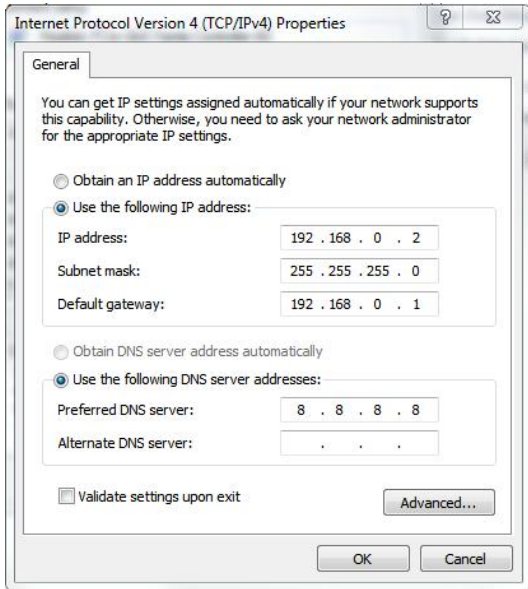 Internet Protocol Version 4 (TCP/IPv4) Properties
General
You can get IP settings assigned automatically if your network supports
this capability. Otherwise, you need to ask your network administrator
for the appropriate IP settings.
Obtain an IP address automatically
Use the following IP address:
IP address: 192 . 168 . 0 . 2
Subnet mask: 255 . 255 . 255 . 0
Default gateway: 192 . 168 . 0 . 1
Obtain DNS server address automatically
Use the following DNS server addresses:
Preferred DNS server: 8 . 8 . 8 . 8
Alternate DNS server: . . .
Validate settings upon exit
Advanced...
OK Cancel